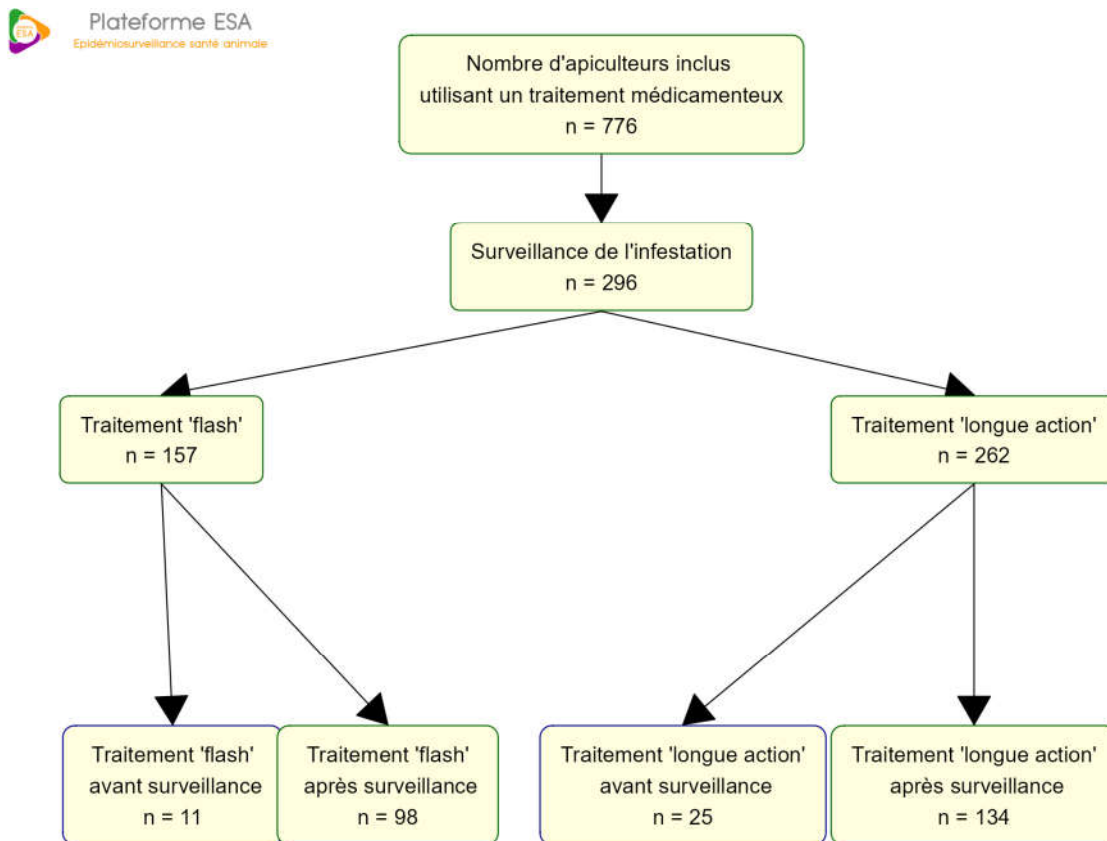 Plateforme ESA
ESA
Epidémiosurveillance santé animale
Nombre d'apiculteurs inclus
utilisant un traitement médicamenteux
n = 776
Surveillance de l'infestation
n = 296
Traitement 'flash'
n = 157
Traitement 'longue action'
n = 262
Traitement 'flash'
avant surveillance
n = 11
Traitement 'flash'
après surveillance
n = 98
Traitement 'longue action'
avant surveillance
n = 25
Traitement 'longue action'
après surveillance
n = 134